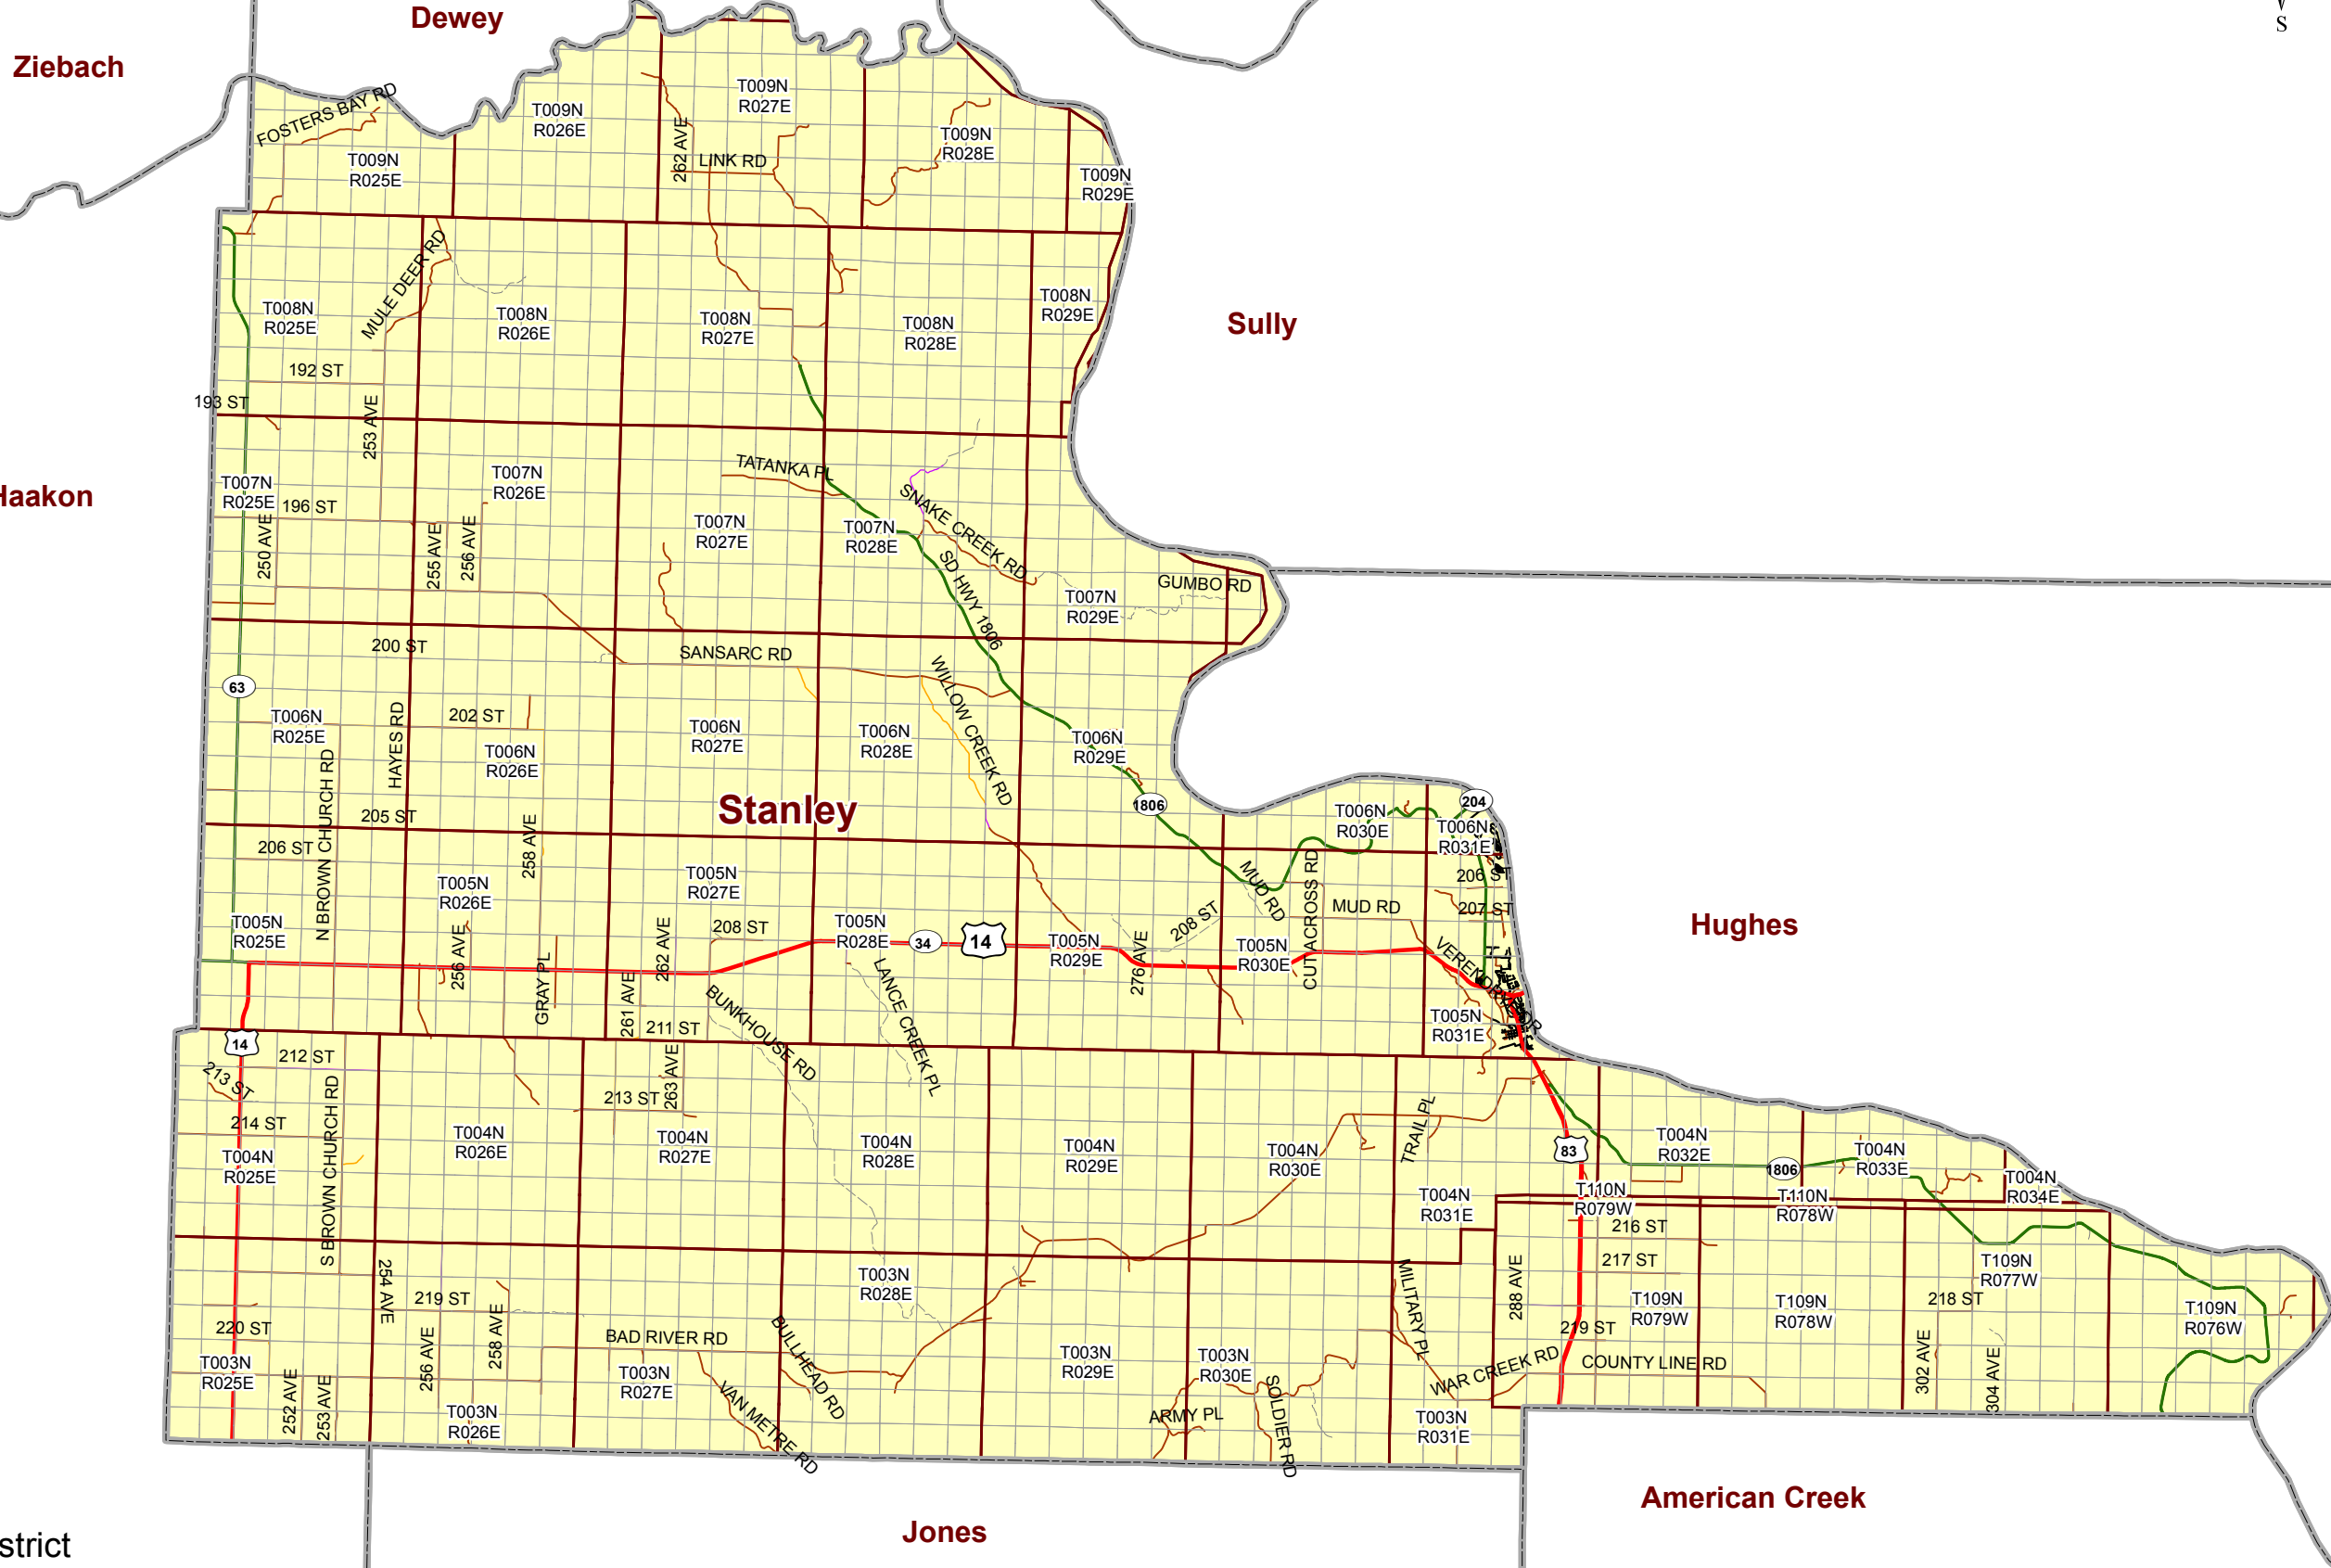 Dewey
S
Ziebach
FOSTERS BAY RD
T009N
R025E
T009N
R026E
262 AVE
T009N
R027E
LINK RD
T009N
R028E
T009N
R029E
MULE DEER RD
T008N
R025E
T008N
R026E
T008N
R027E
T008N
R028E
T008N
R029E
Sully
192 ST
193 ST
253 AVE
TATANKA PL
Haakon
T007N
R025E
196 ST
250 AVE
T007N
R026E
255 AVE
256 AVE
T007N
R027E
T007N
R028E
SNAKE CREEK RD
SD HWY 1806
T007N
R029E
GUMBO RD
200 ST
SANSARC RD
63
WILLOW CREEK RD
T006N
R025E
HAYES RD
202 ST
T006N
R026E
T006N
R027E
T006N
R028E
T006N
R029E
N BROWN CHURCH RD
Stanley
1806
T006N
R030E
204
T006N
R031E
205 ST
206 ST
258 AVE
T005N
R026E
T005N
R027E
MUD RD
CUTACROSS RD
MUD RD
206 ST
207 ST
Hughes
T005N
R025E
256 AVE
GRAY PL
262 AVE
208 ST
T005N
R028E
34
14
T005N
R029E
276 AVE
208 ST
T005N
R030E
261 AVE
211 ST
BUNKHOUSE RD
LANCE CREEK PL
T005N
R031E
14
212 ST
213 ST
214 ST
S BROWN CHURCH RD
T004N
R025E
T004N
R026E
213 ST
263 AVE
T004N
R027E
T004N
R028E
T004N
R029E
T004N
R030E
TRAIL PL
83
T004N
R032E
1806
T004N
R033E
T004N
R034E
T004N
R031E
T110N
R079W
T110N
R078W
216 ST
217 ST
254 AVE
219 ST
220 ST
T003N
R025E
252 AVE
253 AVE
256 AVE
258 AVE
T003N
R026E
BAD RIVER RD
T003N
R027E
VAN METRE RD
BULLHEAD RD
T003N
R028E
T003N
R029E
T003N
R030E
ARMY PL
SOLDIER RD
MILITARY PL
WAR CREEK RD
T003N
R031E
288 AVE
219 ST
COUNTY LINE RD
T109N
R079W
T109N
R078W
T109N
R077W
218 ST
302 AVE
304 AVE
T109N
R076W
American Creek
Jones
strict